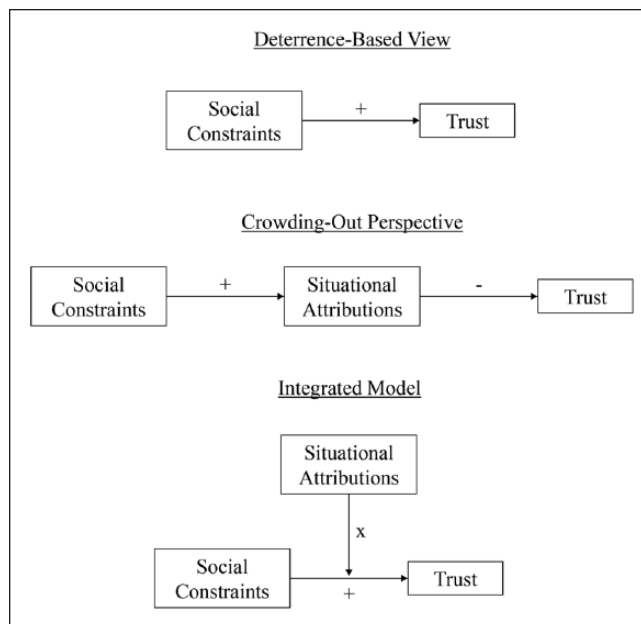 Deterrence-Based View
Social
Constraints
+
Trust
Crowding-Out Perspective
Social
Constraints
+
Situational
Attributions
-
Trust
Integrated Model
Situational
Attributions
x
Social
Constraints
+
Trust